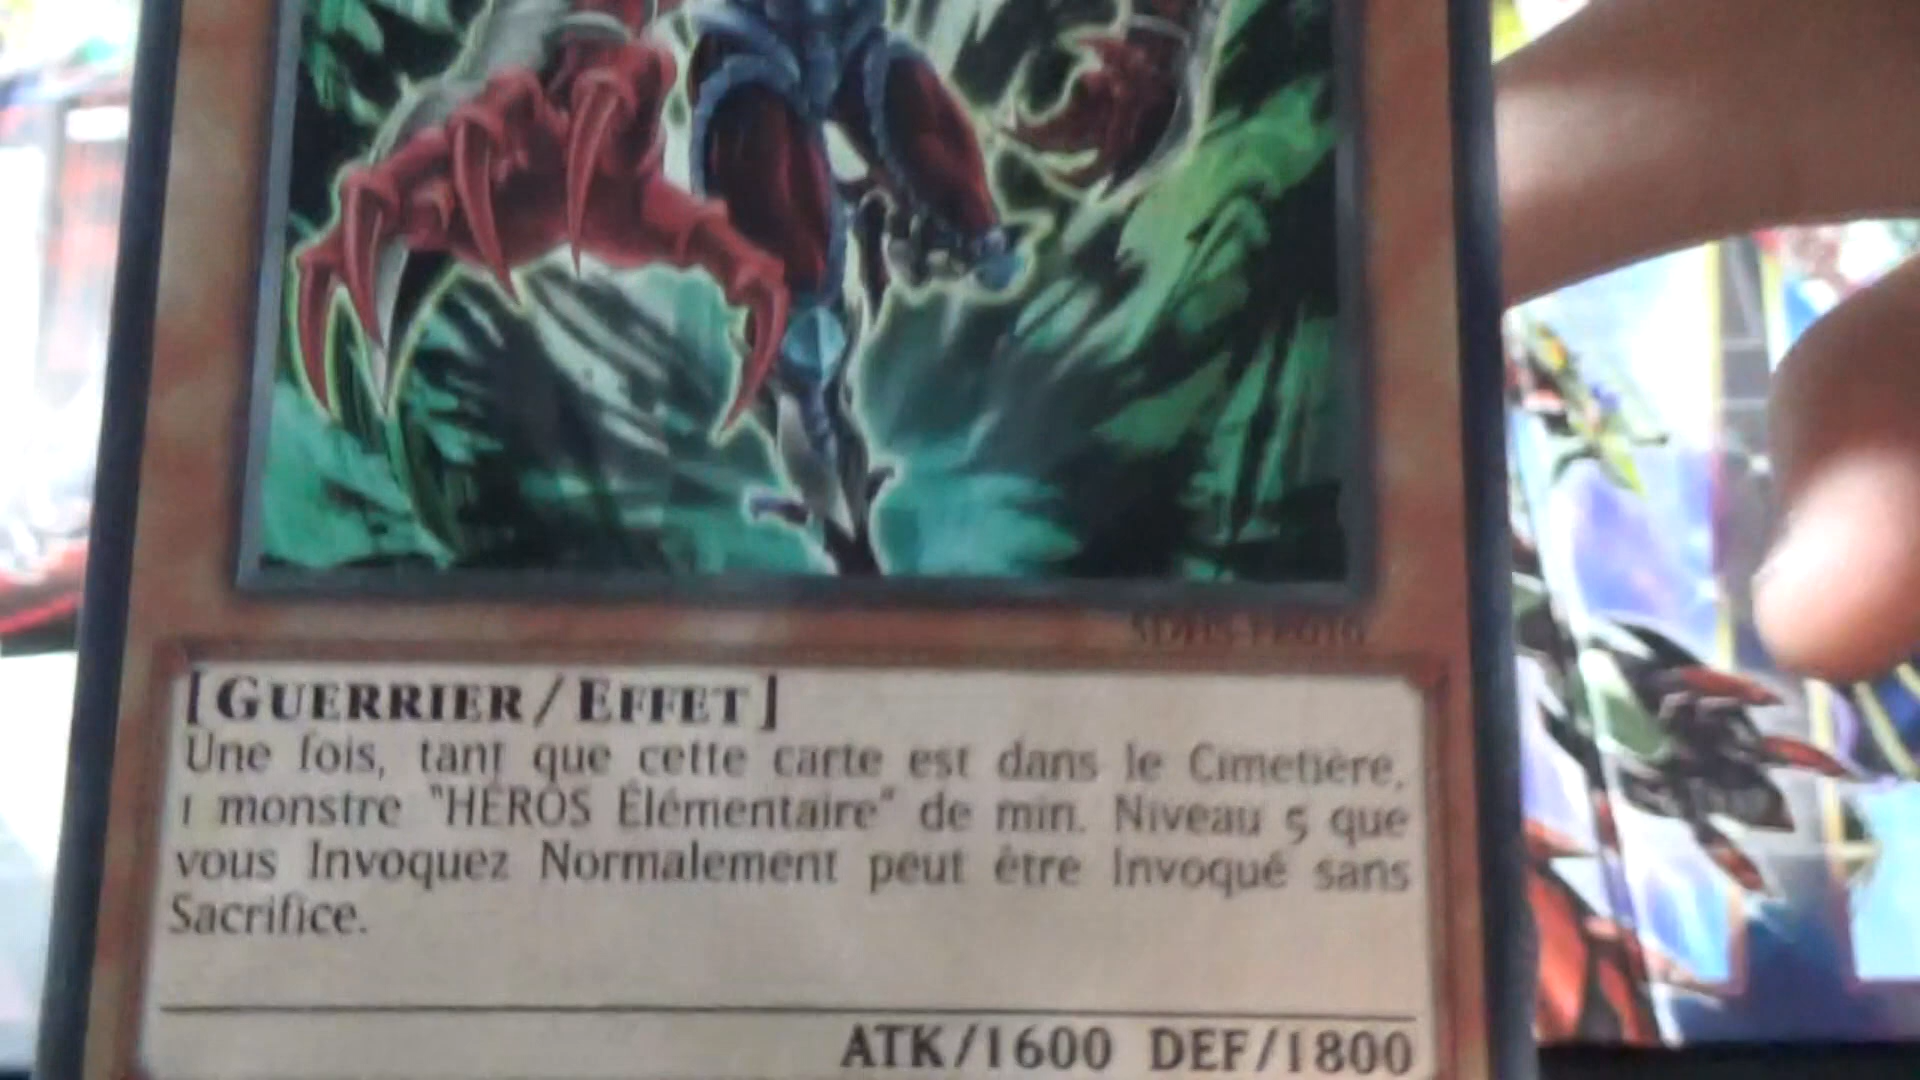 [GUERRIER/EFFET]
Une fois, tant que cette carte est dans le Cimetière,
1 monstre "HÉROS Élémentaire" de min. Niveau 5 que
vous Invoquez Normalement peut être Invoqué sans
Sacrifice.
ATK/1600 DEF/1800